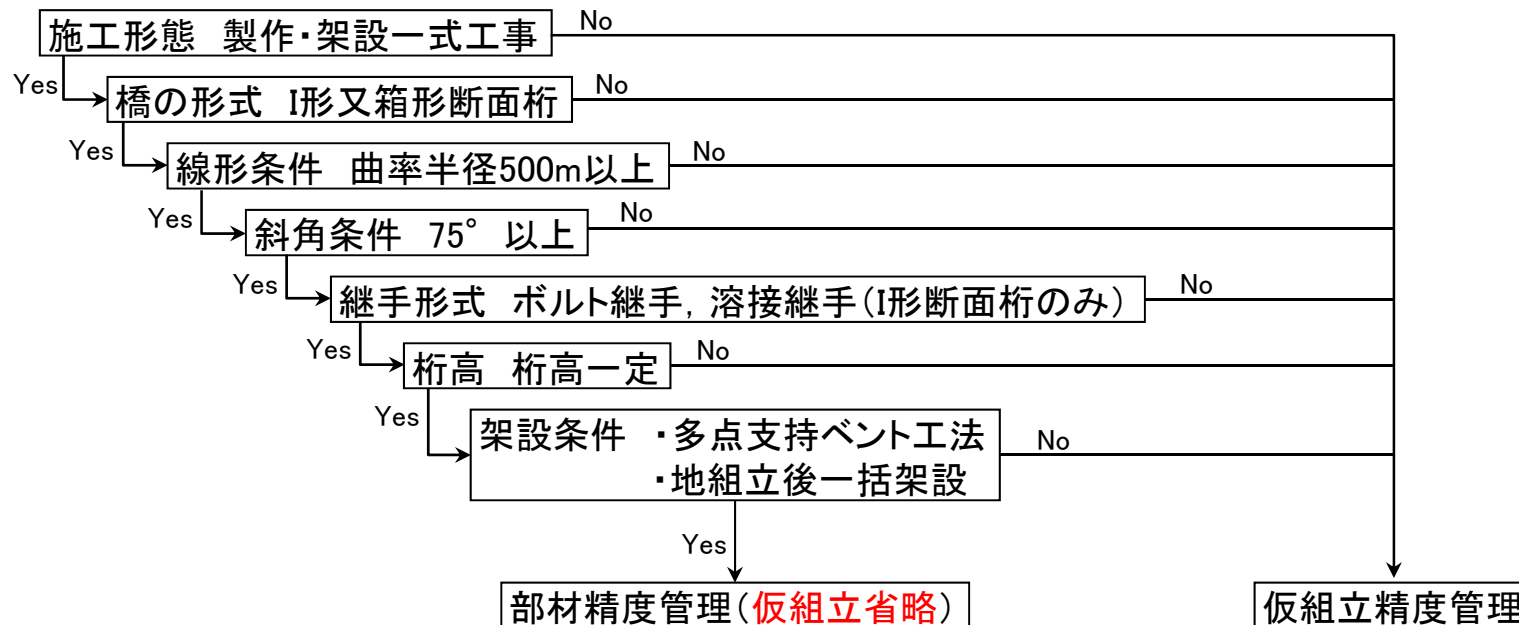 施工形態 製作・架設一式工事
No
Yes
橋の形式 I形又箱形断面桁
No
Yes
線形条件 曲率半径500m以上
No
Yes
斜角条件 75° 以上
No
Yes
継手形式 ボルト継手, 溶接継手(I形断面桁のみ)
No
Yes
桁高 桁高一定
No
Yes
架設条件 ・多点支持ベント工法
・地組立後一括架設
No
Yes
部材精度管理(仮組立省略)
仮組立精度管理